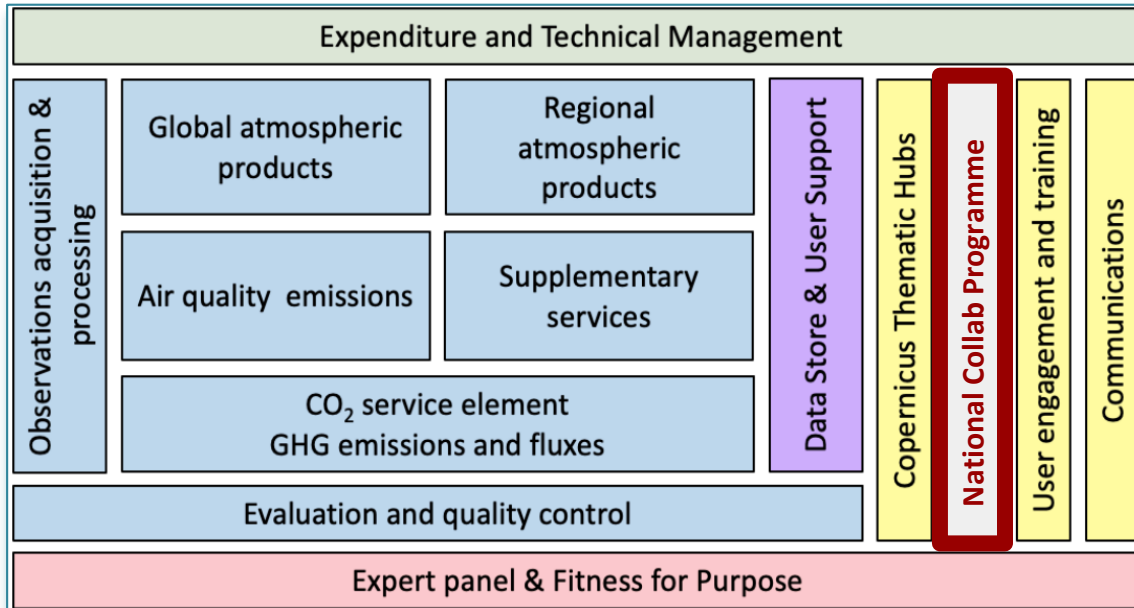 Expenditure and Technical Management
Observations acquisition &
processing
Global atmospheric
products
Regional
atmospheric
products
Air quality emissions
Supplementary
services
CO₂ service element
GHG emissions and fluxes
Data Store & User Support
Copernicus Thematic Hubs
National Collab Programme
User engagement and training
Communications
Evaluation and quality control
Expert panel & Fitness for Purpose